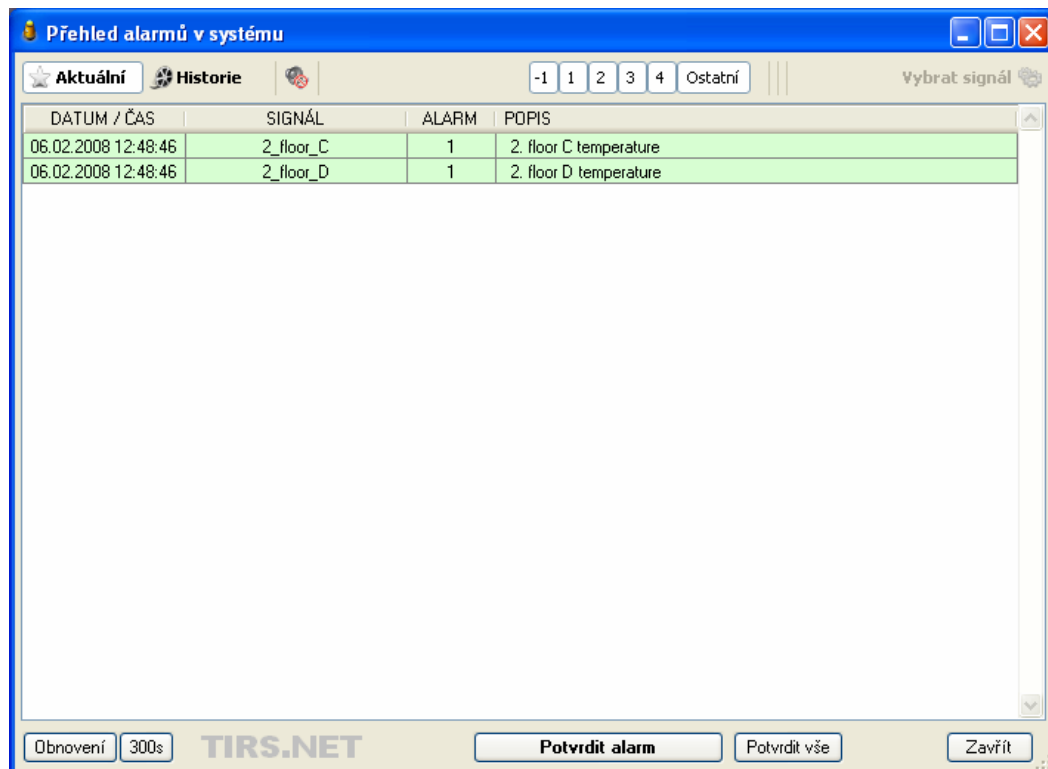 Přehled alarmů v systému
Aktuální Historie -1 1 2 3 4 Ostatní Vybrat signál
DATUM / ČAS SIGNÁL ALARM POPIS
06.02.2008 12:48:46 2_floor_C 1 2. floor C temperature
06.02.2008 12:48:46 2_floor_D 1 2. floor D temperature
Obnovení 300s TIRS.NET Potvrdit alarm Potvrdit vše Zavřít